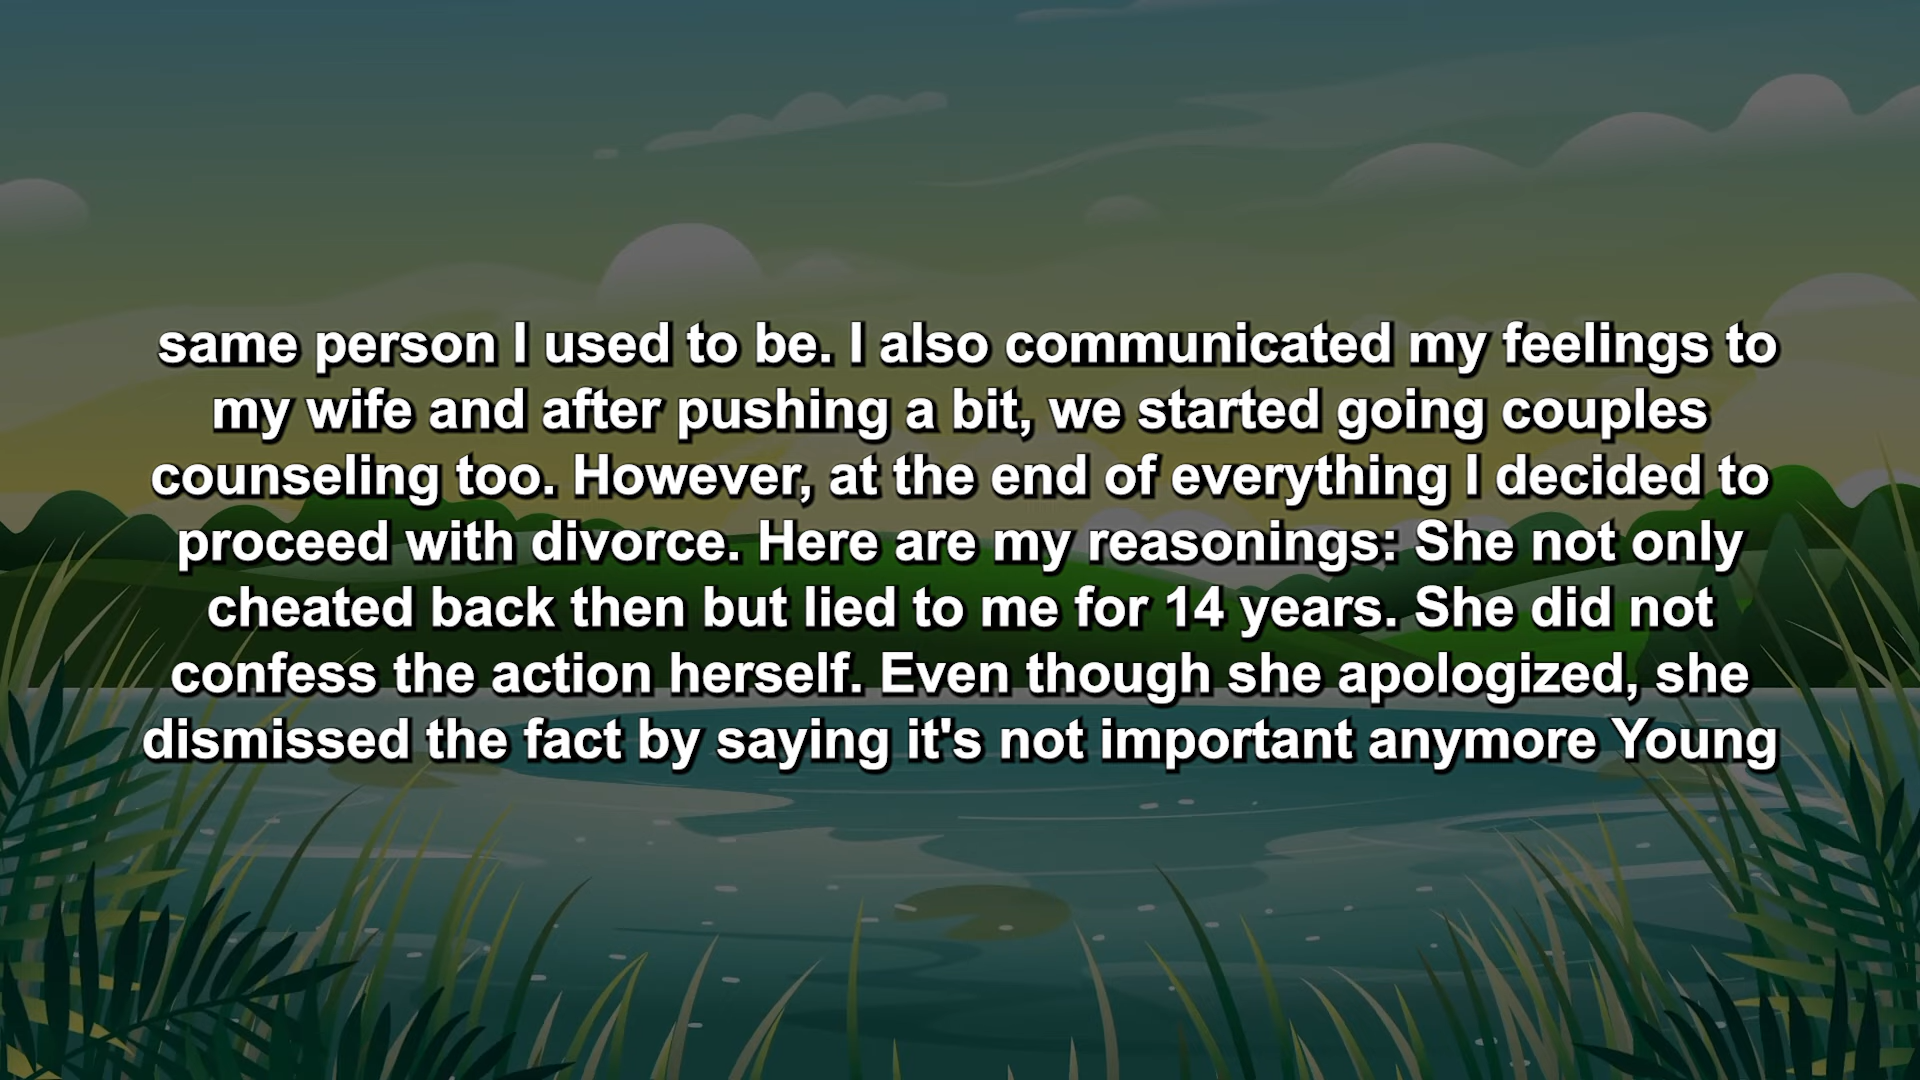 same person I used to be. I also communicated my feelings to
my wife and after pushing a bit, we started going couples
counseling too. However, at the end of everything I decided to
proceed with divorce. Here are my reasonings: She not only
cheated back then but lied to me for 14 years. She did not
confess the action herself. Even though she apologized, she
dismissed the fact by saying it's not important anymore Young